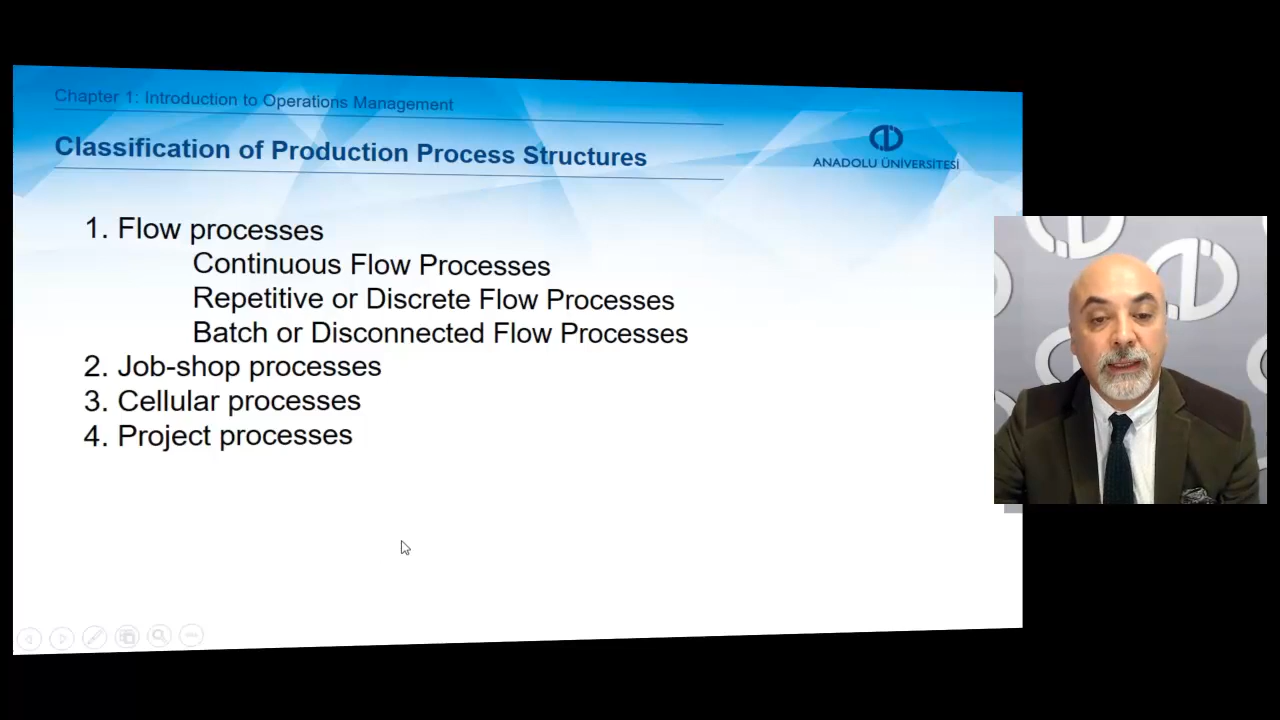 Chapter 1: Introduction to Operations Management
Classification of Production Process Structures
ANADOLU ÜNİVERSİTESİ
1. Flow processes
Continuous Flow Processes
Repetitive or Discrete Flow Processes
Batch or Disconnected Flow Processes
2. Job-shop processes
3. Cellular processes
4. Project processes